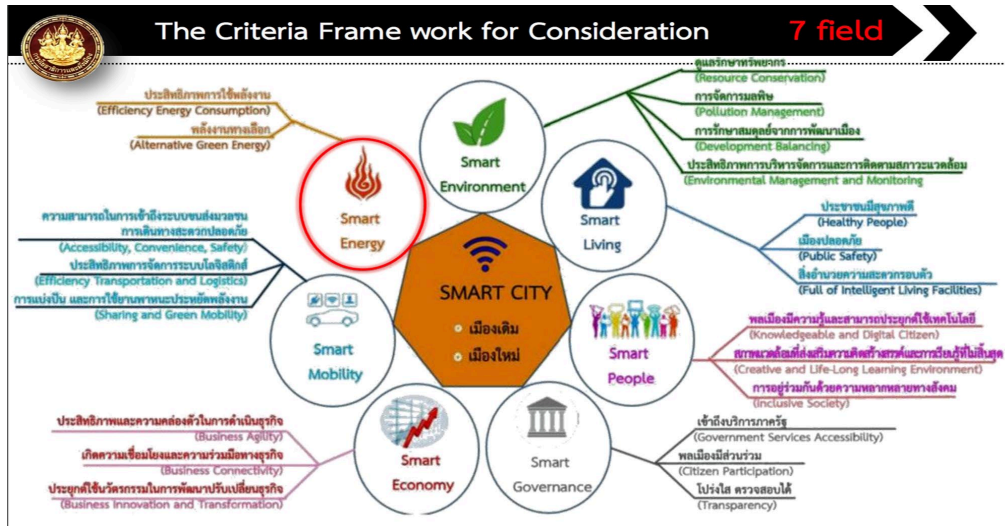 The Criteria Frame work for Consideration 7 field
ประสิทธิภาพการใช้พลังงาน
(Efficiency Energy Consumption)
พลังงานทางเลือก
(Alternative Green Energy)
Smart
Energy
Smart
Environment
ดูแลรักษาทรัพยากร
(Resource Conservation)
การจัดการมลพิษ
(Pollution Management)
การรักษาสมดุลย์จากการพัฒนาเมือง
(Development Balancing)
ประสิทธิภาพการบริหารจัดการและการติดตามสภาวะแวดล้อม
(Environmental Management and Monitoring
Smart
Living
ประชาชนมีสุขภาพดี
(Healthy People)
เมืองปลอดภัย
(Public Safety)
สิ่งอำนวยความสะดวกรอบตัว
(Full of Intelligent Living Facilities)
ความสามารถในการเข้าถึงระบบขนส่งมวลชน
การเดินทางสะดวกปลอดภัย
(Accessibility, Convenience, Safety)
ประสิทธิภาพการจัดการระบบโลจิสติกส์
(Efficiency Transportation and Logistics)
การแบ่งปัน และการใช้ยานพาหนะประหยัดพลังงาน
(Sharing and Green Mobility)
Smart
Mobility
SMART CITY
เมืองเดิม
เมืองใหม่
Smart
People
พลเมืองมีความรู้และสามารถประยุกต์ใช้เทคโนโลยี
(Knowledgeable and Digital Citizen)
สภาพแวดล้อมที่ส่งเสริมความคิดสร้างสรรค์และการเรียนรู้ที่ไม่สิ้นสุด
(Creative and Life-Long Learning Environment)
การอยู่ร่วมกันด้วยความหลากหลายทางสังคม
(Inclusive Society)
ประสิทธิภาพและความคล่องตัวในการดำเนินธุรกิจ
(Business Agility)
เกิดความเชื่อมโยงและความร่วมมือทางธุรกิจ
(Business Connectivity)
ประยุกต์ใช้นวัตกรรมในการพัฒนาปรับเปลี่ยนธุรกิจ
(Business Innovation and Transformation)
Smart
Economy
Smart
Governance
เข้าถึงบริการภาครัฐ
(Government Services Accessibility)
พลเมืองมีส่วนร่วม
(Citizen Participation)
โปร่งใส ตรวจสอบได้
(Transparency)